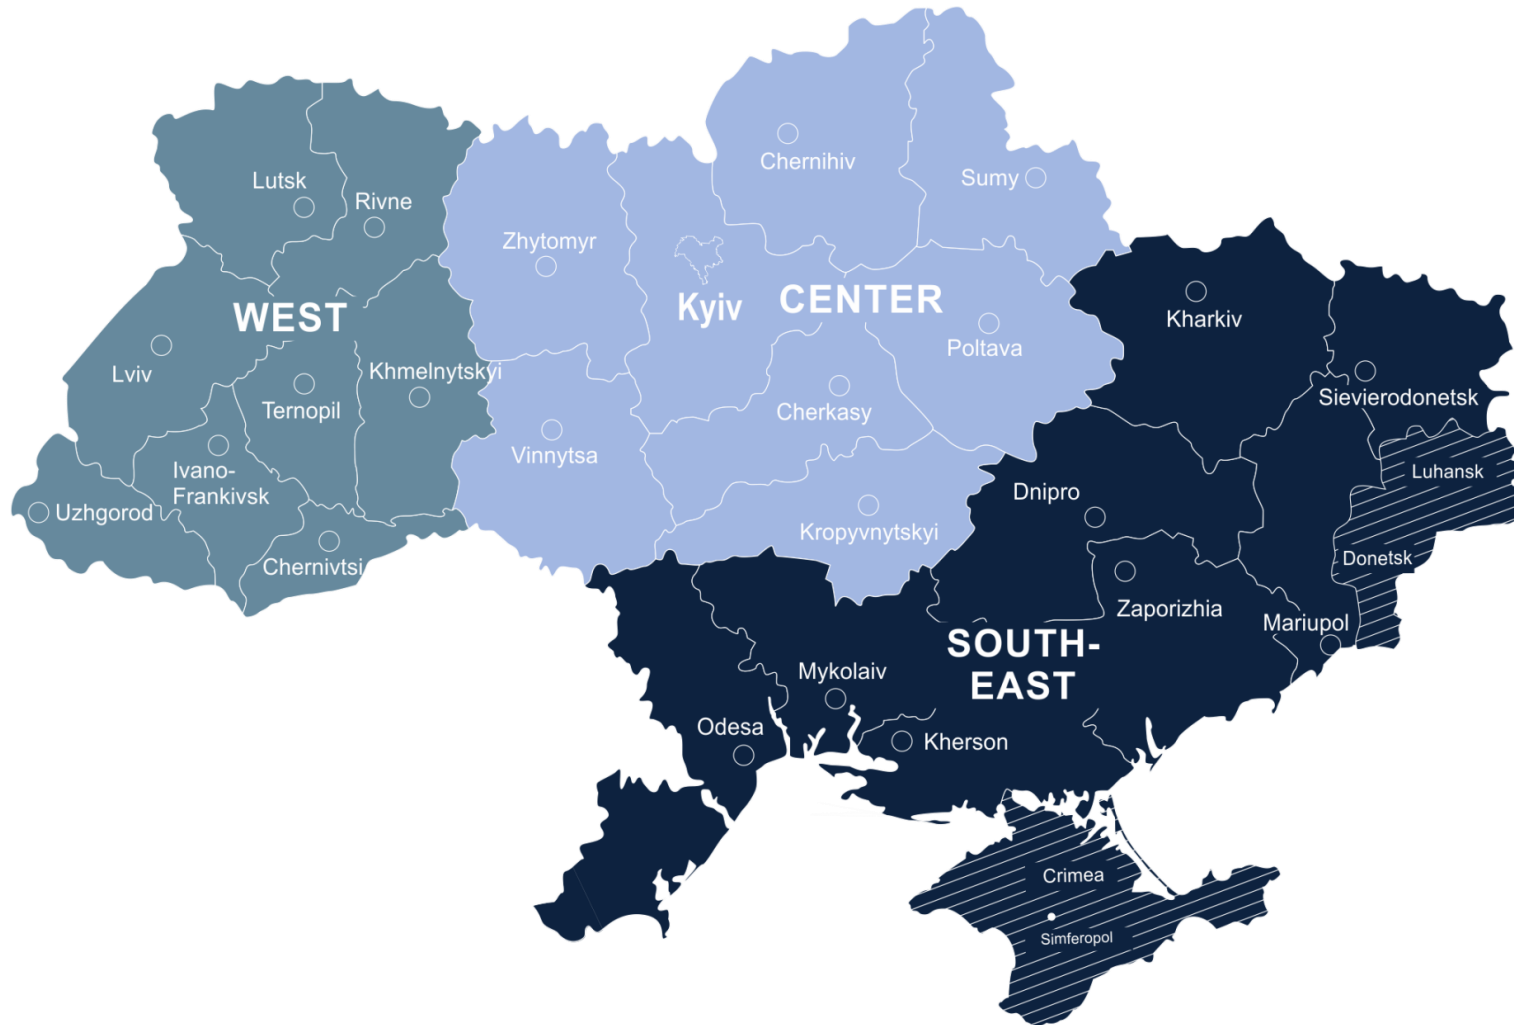 Chernihiv
Sumy
Lutsk
Rivne
Zhytomyr
WEST
Kyiv
CENTER
Kharkiv
Poltava
Lviv
Khmelnytskyi
Ternopil
Cherkasy
Sievierodonetsk
Ivano-
Frankivsk
Vinnytsa
Luhansk
Uzhgorod
Dnipro
Kropyvnytskyi
Chernivtsi
Donetsk
Zaporizhia
Mariupol
SOUTH-
EAST
Mykolaiv
Odesa
Kherson
Crimea
Simferopol